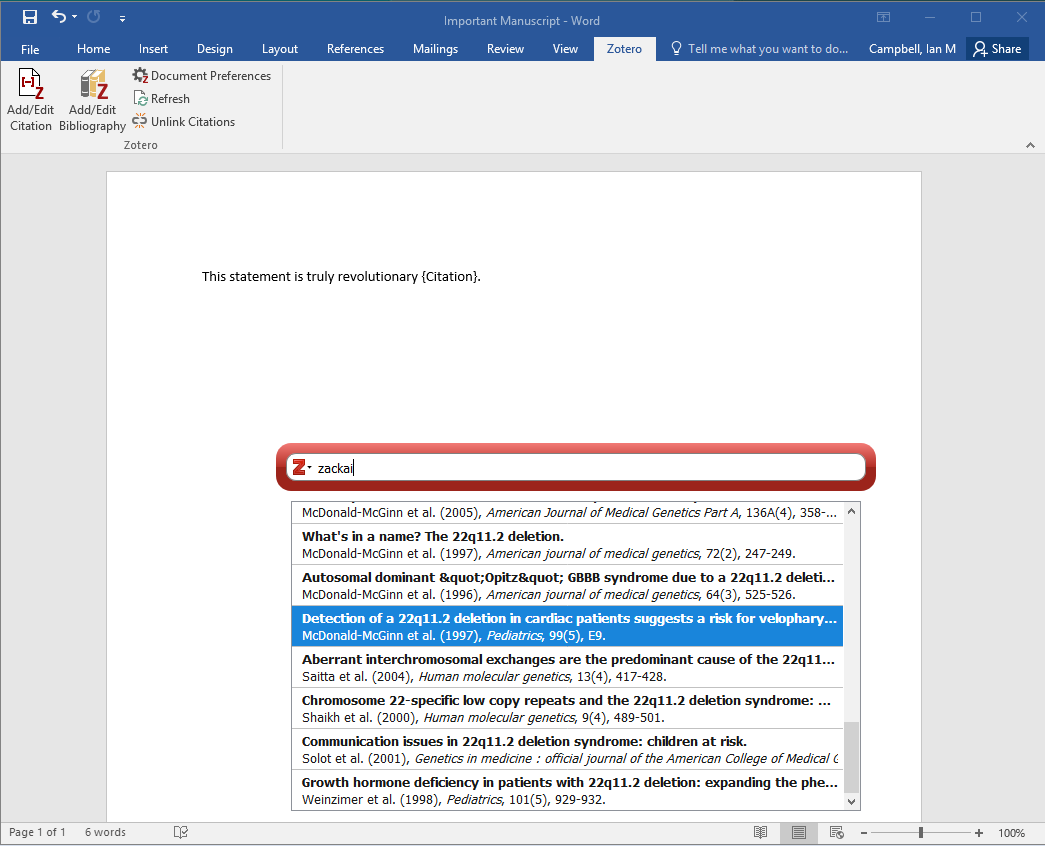 Important Manuscript - Word
File Home Insert Design Layout References Mailings Review View Zotero Tell me what you want to do... Campbell, Ian M Share
Add/Edit Citation
Add/Edit Bibliography
Document Preferences
Refresh
Unlink Citations
Zotero
This statement is truly revolutionary {Citation}.
Z zackai
McDonald-McGinn et al. (2005), American Journal of Medical Genetics Part A, 136A(4), 358-...
What's in a name? The 22q11.2 deletion.
McDonald-McGinn et al. (1997), American journal of medical genetics, 72(2), 247-249.
Autosomal dominant &quot;Opitz&quot; GBBB syndrome due to a 22q11.2 deleti...
McDonald-McGinn et al. (1996), American journal of medical genetics, 64(3), 525-526.
Detection of a 22q11.2 deletion in cardiac patients suggests a risk for velophary...
McDonald-McGinn et al. (1997), Pediatrics, 99(5), E9.
Aberrant interchromosomal exchanges are the predominant cause of the 22q11...
Saitta et al. (2004), Human molecular genetics, 13(4), 417-428.
Chromosome 22-specific low copy repeats and the 22q11.2 deletion syndrome: ...
Shaikh et al. (2000), Human molecular genetics, 9(4), 489-501.
Communication issues in 22q11.2 deletion syndrome: children at risk.
Solot et al. (2001), Genetics in medicine : official journal of the American College of Medical G
Growth hormone deficiency in patients with 22q11.2 deletion: expanding the phe...
Weinzimer et al. (1998), Pediatrics, 101(5), 929-932.
Page 1 of 1 6 words 100%